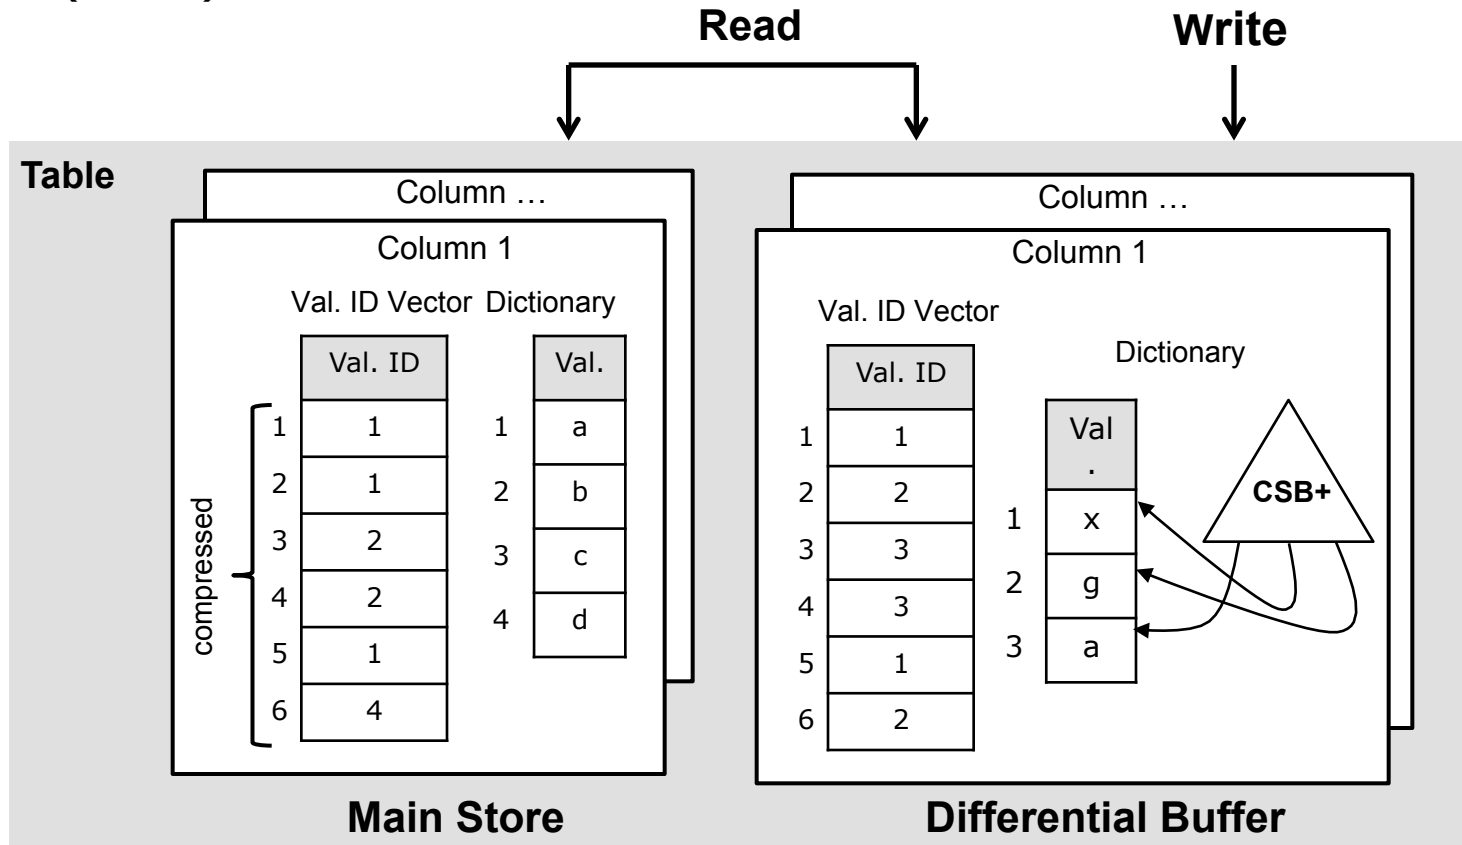 Read Write
Table
Column …
Column 1
Val. ID Vector Dictionary
Val. ID Val.
1 1 1 a
2 1 2 b
3 2 3 c
4 2 4 d
5 1
6 4
compressed
Main Store
Column …
Column 1
Val. ID Vector
Dictionary
Val. ID
Val
.
CSB+
1 1
2 2
3 3
4 3
5 1
6 2
1 x
2 g
3 a
Differential Buffer